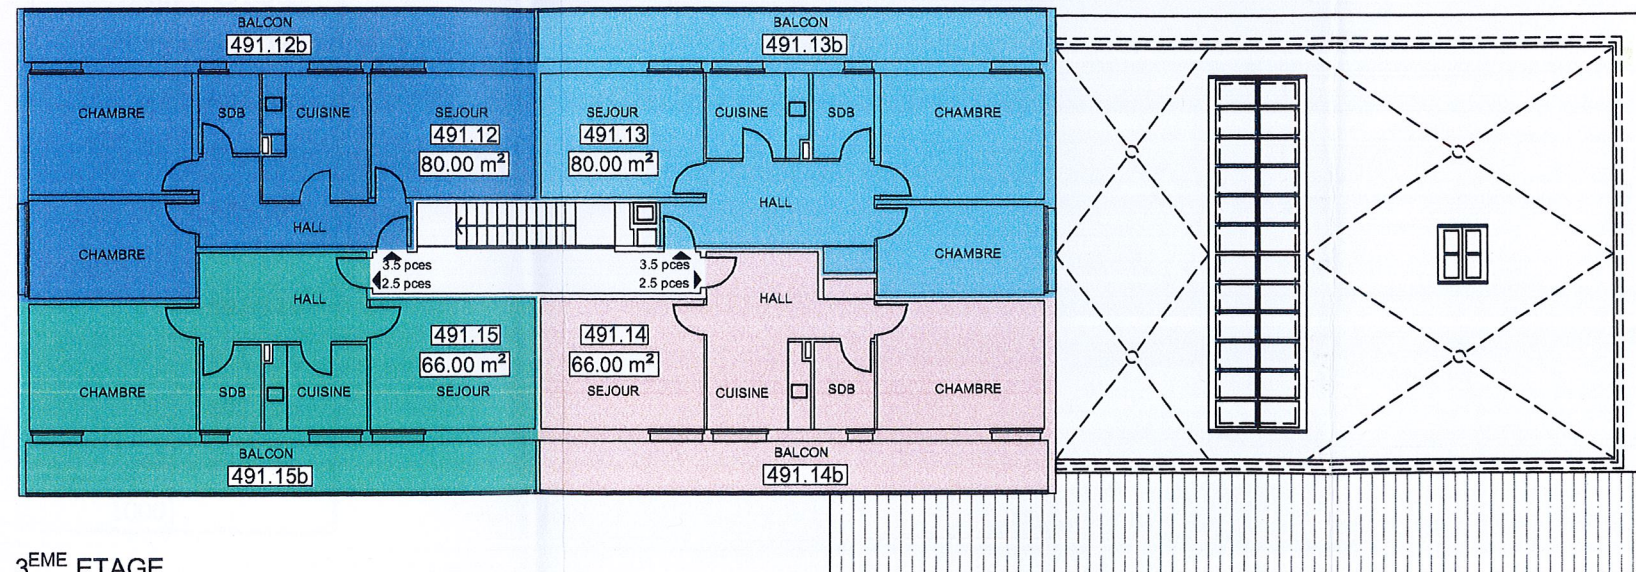 BALCON
491.12b
BALCON
491.13b
CHAMBRE
SDB
CUISINE
SEJOUR
491.12
80.00 m²
SEJOUR
491.13
80.00 m²
CUISINE
SDB
CHAMBRE
HALL
HALL
CHAMBRE
CHAMBRE
3.5 pces
2.5 pces
3.5 pces
2.5 pces
HALL
HALL
491.15
66.00 m²
SEJOUR
491.14
66.00 m²
SEJOUR
CHAMBRE
SDB
CUISINE
CUISINE
SDB
CHAMBRE
BALCON
491.15b
BALCON
491.14b
3EME ETAGE